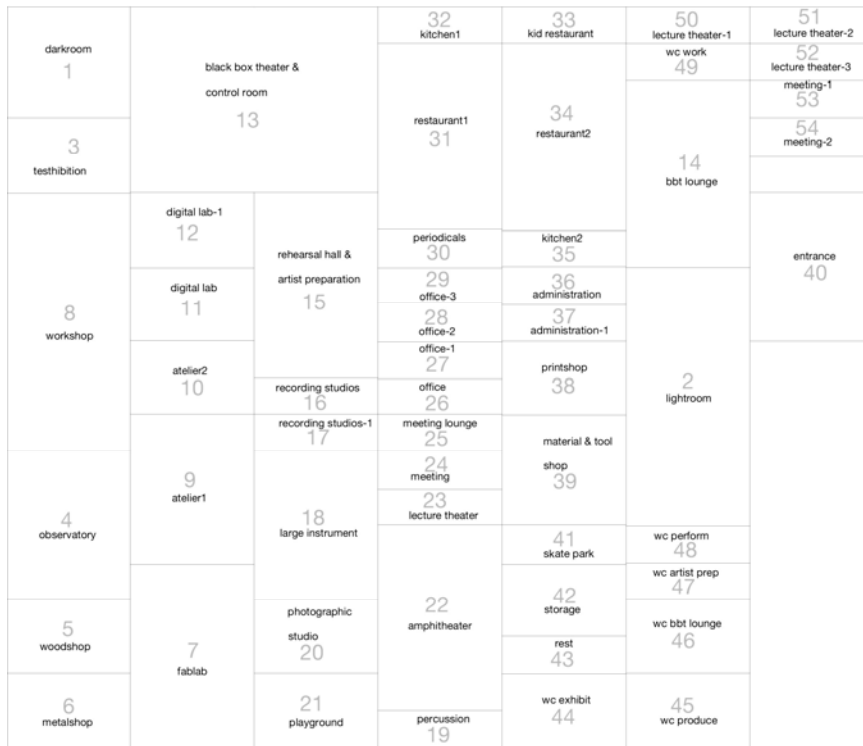 darkroom
1
3
testhibition
8
workshop
4
observatory
5
woodshop
6
metalshop
black box theater &
control room
13
digital lab-1
12
digital lab
11
atelier2
10
9
atelier1
7
fablab
rehearsal hall &
artist preparation
15
recording studios
16
recording studios-1
17
18
large instrument
photographic
studio
20
21
playground
32
kitchen1
restaurant1
31
periodicals
30
29
office-3
28
office-2
office-1
27
office
26
meeting lounge
25
24
meeting
23
lecture theater
22
amphitheater
percussion
19
33
kid restaurant
34
restaurant2
kitchen2
35
36
administration
37
administration-1
printshop
38
material & tool
shop
39
41
skate park
42
storage
rest
43
wc exhibit
44
50
lecture theater-1
wc work
49
14
bbt lounge
2
lightroom
wc perform
48
wc artist prep
47
wc bbt lounge
46
45
wc produce
51
lecture theater-2
52
lecture theater-3
meeting-1
53
54
meeting-2
entrance
40